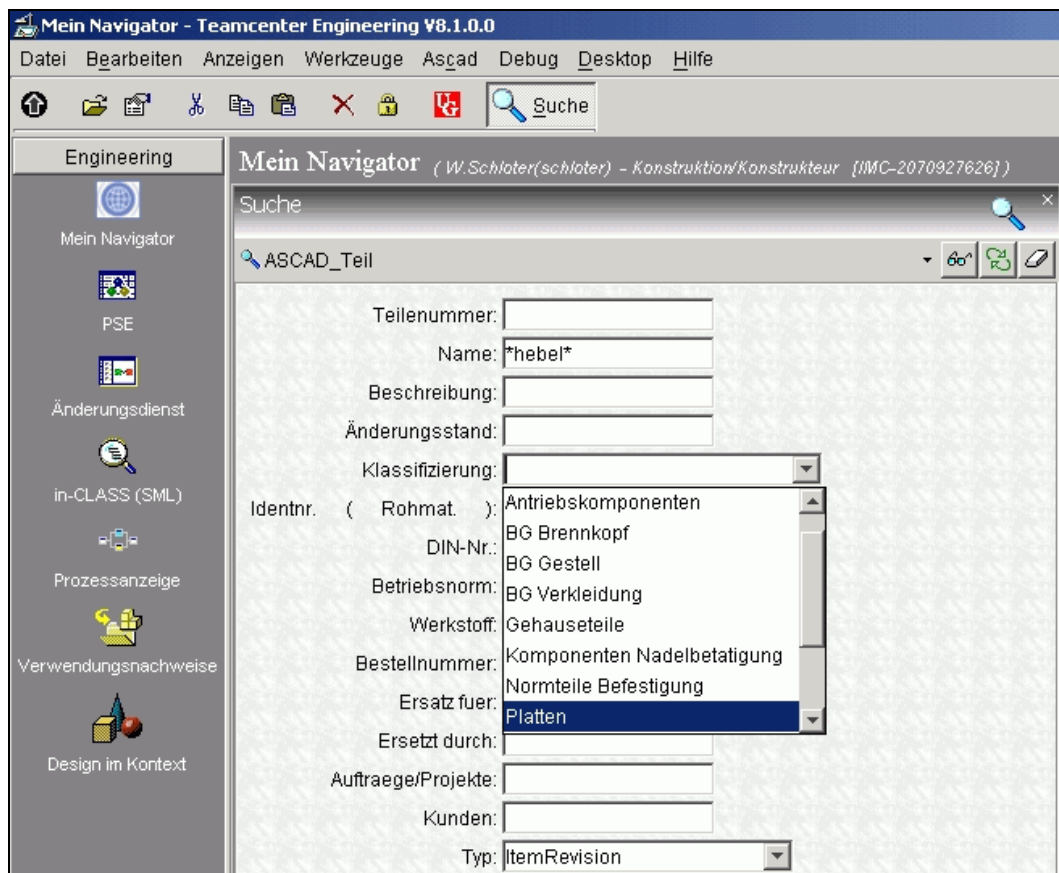 Mein Navigator - Teamcenter Engineering V8.1.0.0
Datei Bearbeiten Anzeigen Werkzeuge Ascad Debug Desktop Hilfe
Suche
Engineering
Mein Navigator
PSE
Änderungsdienst
in-CLASS (SML)
Prozessanzeige
Verwendungsnachweise
Design im Kontext
Mein Navigator ( W.Schloter(schloter) - Konstruktion/Konstrukteur [IMC-2070927626] )
Suche
ASCAD_Teil
Teilenummer:
Name: *hebel*
Beschreibung:
Änderungsstand:
Klassifizierung:
Antriebskomponenten
BG Brennkopf
BG Gestell
BG Verkleidung
Gehauseteile
Komponenten Nadelbetatigung
Normteile Befestigung
Platten
Identnr. ( Rohmat. ):
DIN-Nr.:
Betriebsnorm:
Werkstoff:
Bestellnummer:
Ersatz fuer:
Ersetzt durch:
Auftraege/Projekte:
Kunden:
Typ: ItemRevision